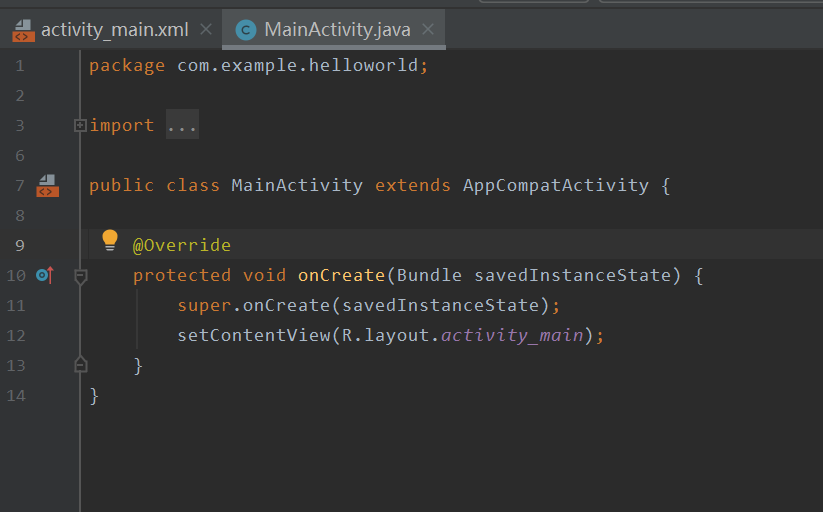 activity_main.xml MainActivity.java
1 package com.example.helloworld;
2
3 import ...
6
7 public class MainActivity extends AppCompatActivity {
8
9 @Override
10 protected void onCreate(Bundle savedInstanceState) {
11 super.onCreate(savedInstanceState);
12 setContentView(R.layout.activity_main);
13 }
14 }